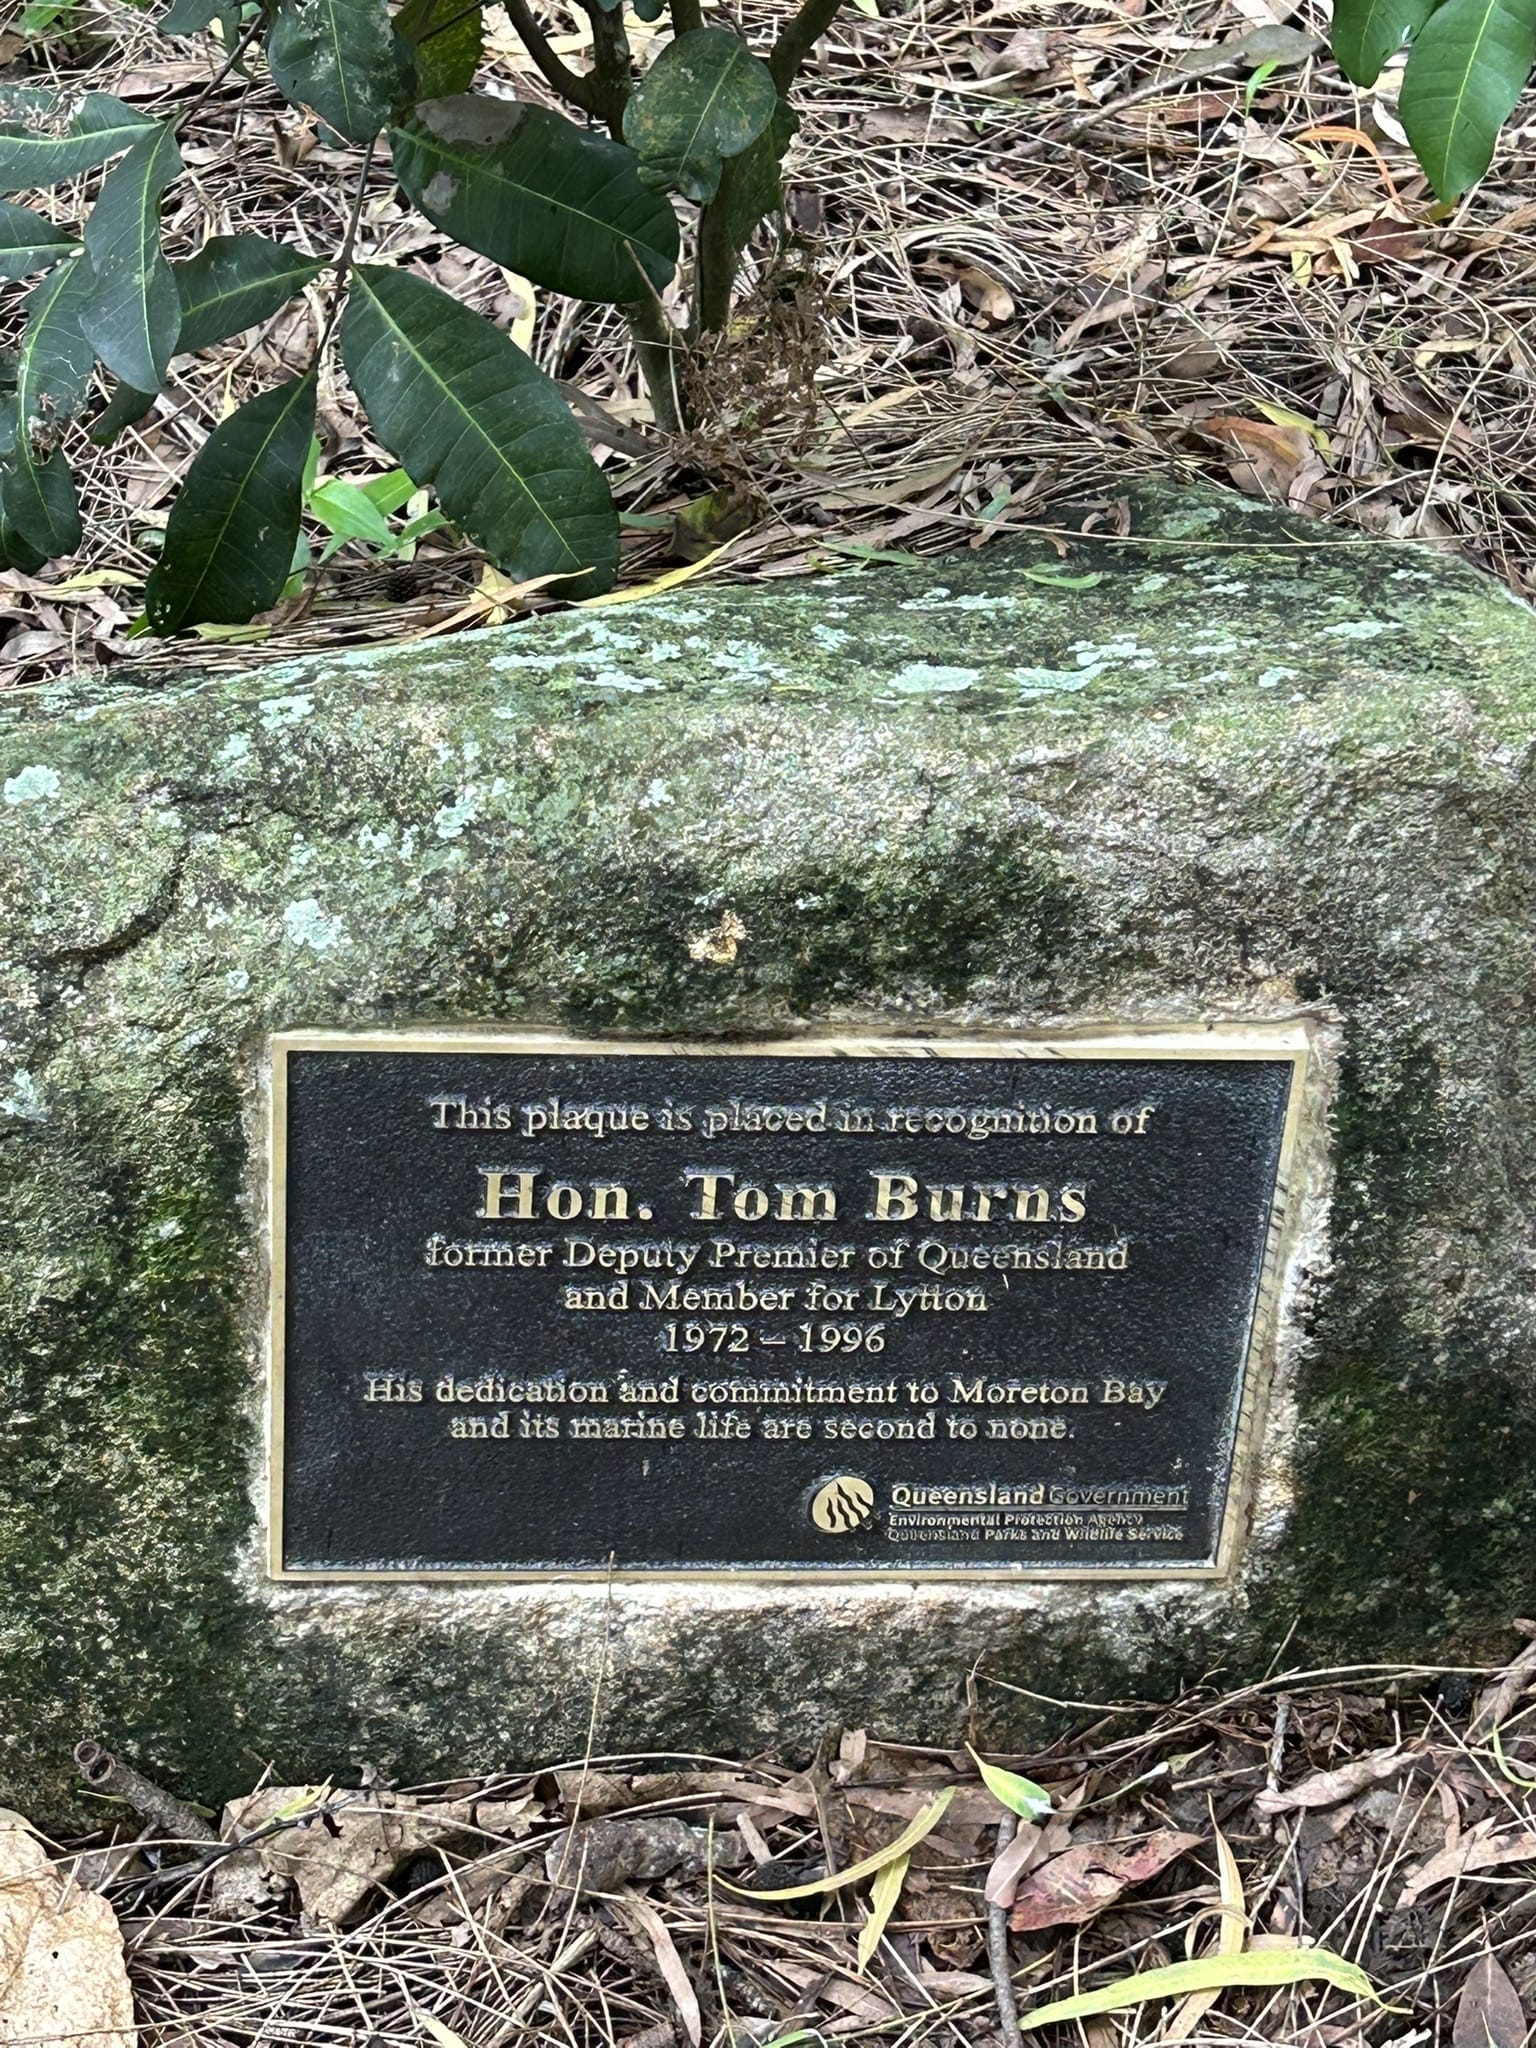 This plaque is placed in recognition of
Hon. Tom Burns
former Deputy Premier of Queensland
and Member for Lytton
1972 – 1996
His dedication and commitment to Moreton Bay
and its marine life are second to none.
Queensland Government
Environmental Protection Agency
Queensland Parks and Wildlife Service